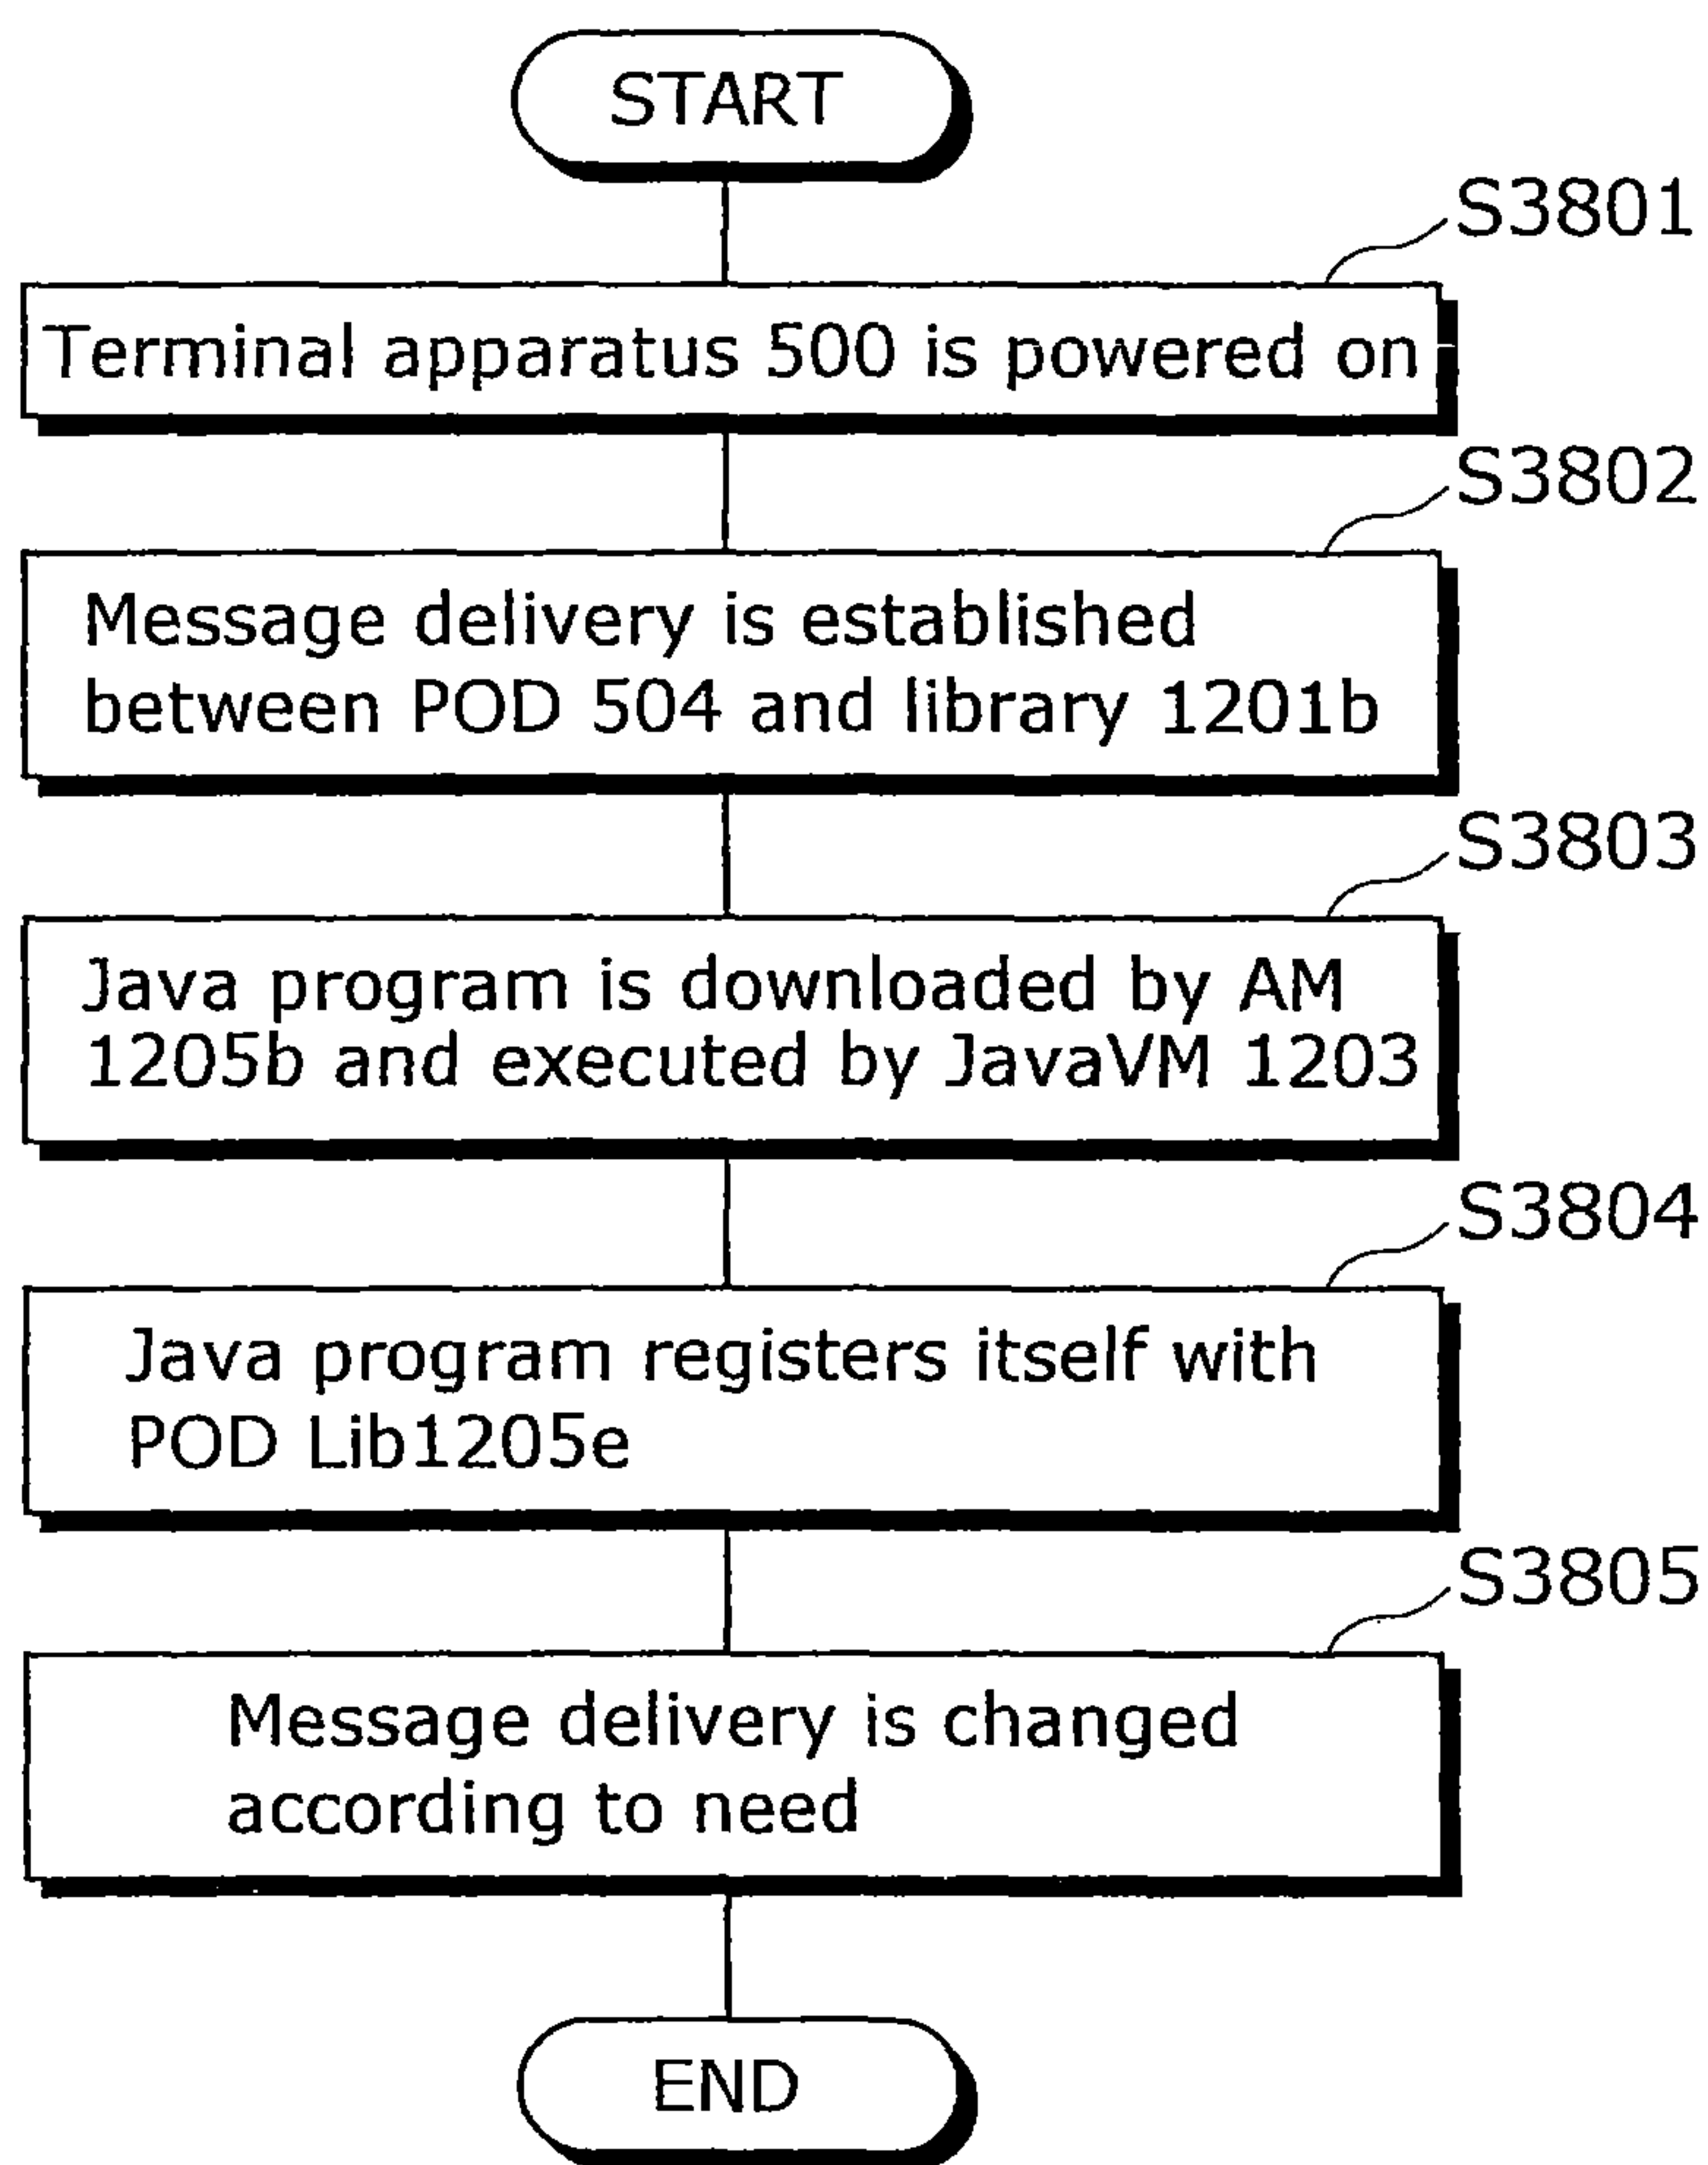 START
S3801
Terminal apparatus 500 is powered on
S3802
Message delivery is established
between POD 504 and library 1201b
S3803
Java program is downloaded by AM
1205b and executed by JavaVM 1203
S3804
Java program registers itself with
POD Lib1205e
S3805
Message delivery is changed
according to need
END